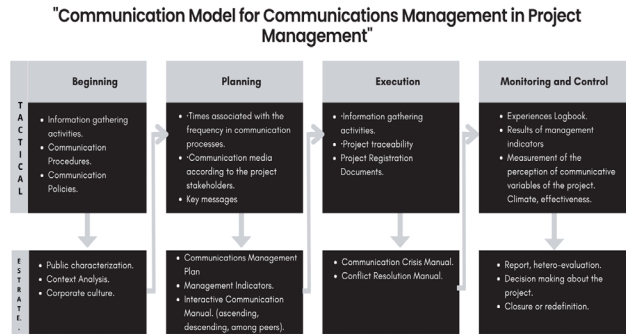 "Communication Model for Communications Management in Project
Management"
Beginning
Planning
Execution
Monitoring and Control
TACTICAL
• Information gathering
activities.
• Communication
Procedures.
• Communication
Policies.
• ·Times associated with the
frequency in communication
processes.
• ·Communication media
according to the project
stakeholders.
• Key messages
• ·Information gathering
activities.
• ·Project traceability
• Project Registration
Documents.
• Experiences Logbook.
• Results of management
indicators
• Measurement of the
perception of communicative
variables of the project.
Climate, effectiveness.
ESTRATE.
• Public characterization.
• Context Analysis.
• Corporate culture.
• Communications Management
Plan
• Management Indicators.
• Interactive Communication
Manual. (ascending,
descending, among peers).
• Communication Crisis Manual.
• Conflict Resolution Manual.
• Report, hetero-evaluation.
• Decision making about the
project.
• Closure or redefinition.